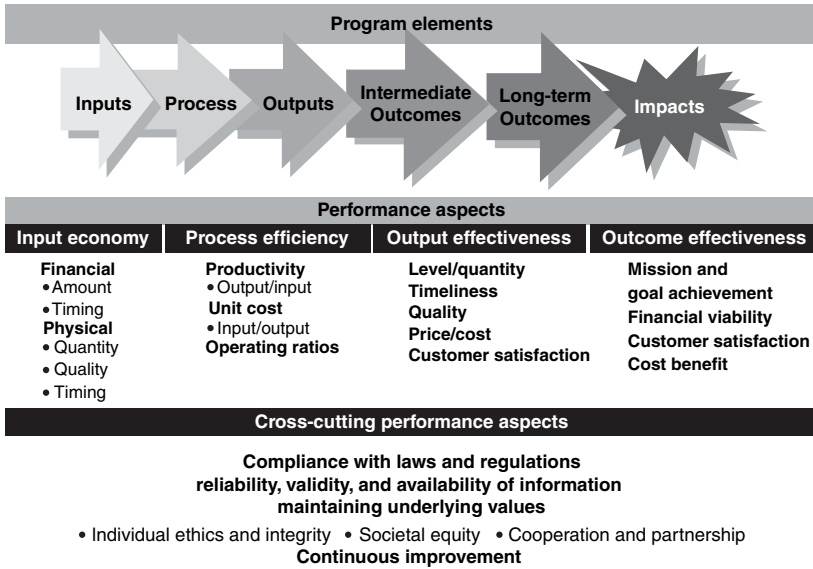 Program elements
Inputs
Process
Outputs
Intermediate
Outcomes
Long-term
Outcomes
Impacts
Performance aspects
Input economy
Process efficiency
Output effectiveness
Outcome effectiveness
Financial
• Amount
• Timing
Physical
• Quantity
• Quality
• Timing
Productivity
• Output/input
Unit cost
• Input/output
Operating ratios
Level/quantity
Timeliness
Quality
Price/cost
Customer satisfaction
Mission and
goal achievement
Financial viability
Customer satisfaction
Cost benefit
Cross-cutting performance aspects
Compliance with laws and regulations
reliability, validity, and availability of information
maintaining underlying values
• Individual ethics and integrity • Societal equity • Cooperation and partnership
Continuous improvement